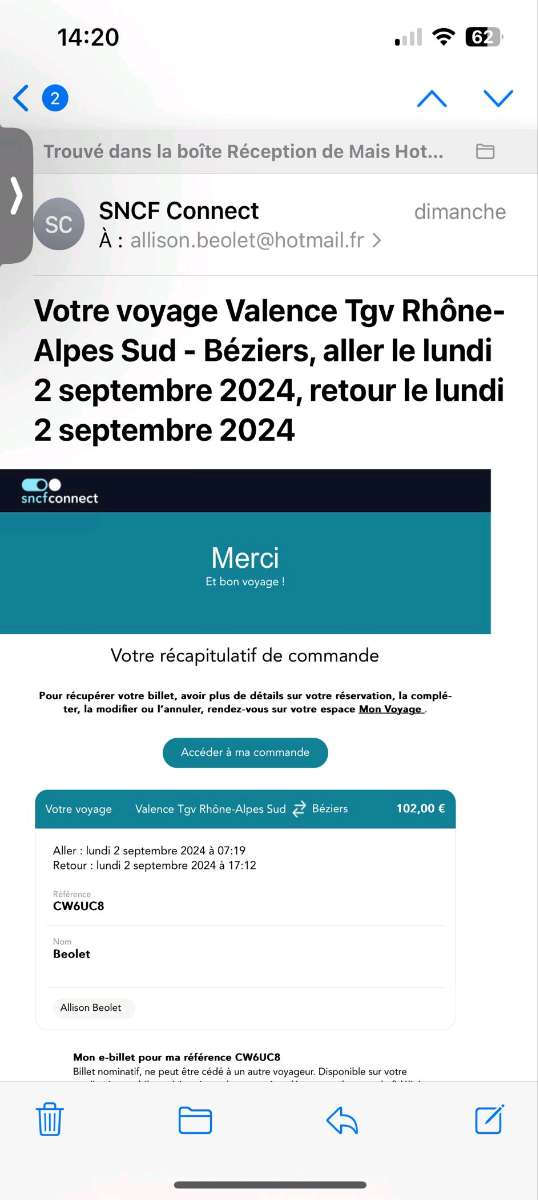 14:20
62
2
Trouvé dans la boîte Réception de Mais Hot...
SC
SNCF Connect
dimanche
À : allison.beolet@hotmail.fr
Votre voyage Valence Tgv Rhône-
Alpes Sud - Béziers, aller le lundi
2 septembre 2024, retour le lundi
2 septembre 2024
sncfconnect
Merci
Et bon voyage !
Votre récapitulatif de commande
Pour récupérer votre billet, avoir plus de détails sur votre réservation, la complé-
ter, la modifier ou l'annuler, rendez-vous sur votre espace Mon Voyage .
Accéder à ma commande
Votre voyage Valence Tgv Rhône-Alpes Sud Béziers 102,00 €
Aller : lundi 2 septembre 2024 à 07:19
Retour : lundi 2 septembre 2024 à 17:12
Référence
CW6UC8
Nom
Beolet
Allison Beolet
Mon e-billet pour ma référence CW6UC8
Billet nominatif, ne peut être cédé à un autre voyageur. Disponible sur votre